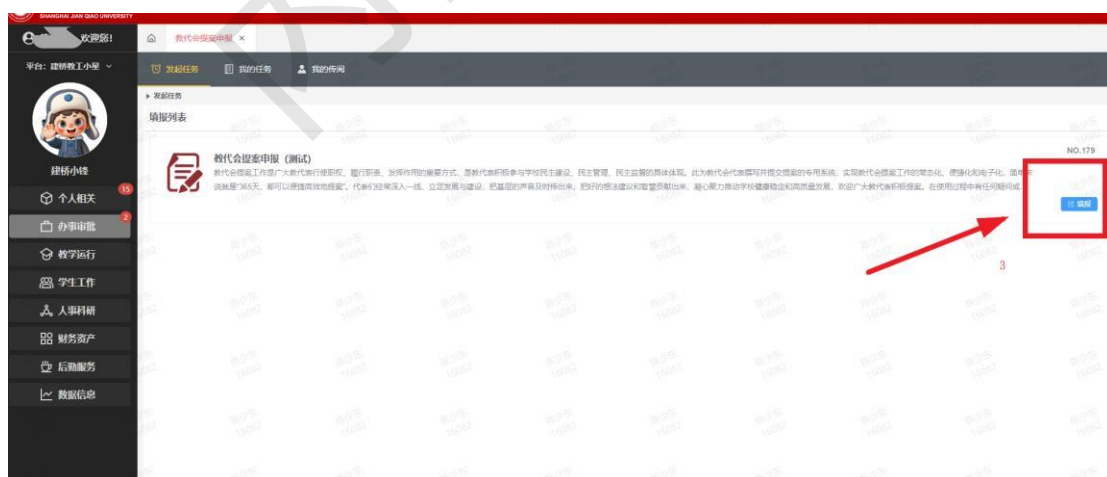 SHANGHAI JIAN QIAO UNIVERSITY
欢迎您!
教代会提案申报 ×
平台: 建桥教工小屋
发起任务 我的任务 我的传阅
发起任务
填报列表
建桥小锋
NO.179
教代会提案申报 (测试)
教代会提案工作是广大教代表行使职权、履行职责、发挥作用的重要方式、是教代表积极参与学校民主建设、民主管理、民主监督的具体体现。此为教代会代表撰写并提交提案的专用系统、实现教代会提案工作的常态化、便捷化和电子化。简单来
说就是"365天、都可以便捷高效地提案"。代表们经常深入一线、立足发展与建设、把基层的声音及时传出来、把好的想法建议和智慧贡献出来、凝心聚力推动学校健康稳定和高质量发展。欢迎广大教代表积极提案。在使用过程中有任何疑问或
填报
3
个人相关 15
办事审批 2
教学运行
学生工作
人事科研
财务资产
后勤服务
数据信息